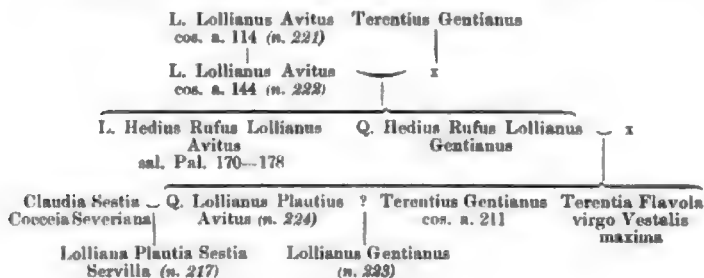 L. Lollianus Avitus Terentius Gentianus
cos. a. 114 (n. 221)
L. Lollianus Avitus x
cos. a. 144 (n. 222)
L. Hedius Rufus Lollianus Q. Hedius Rufus Lollianus x
Avitus Gentianus
sal. Pal. 170—178
Claudia Sestia Q. Lollianus Plautius ? Terentius Gentianus Terentia Flavola
Cocceia Severiana Avitus (n. 224) cos. a. 211 virgo Vestalis
maxima
Lolliana Plautia Sestia Lollianus Gentianus
Servilla (n. 217) (n. 223)